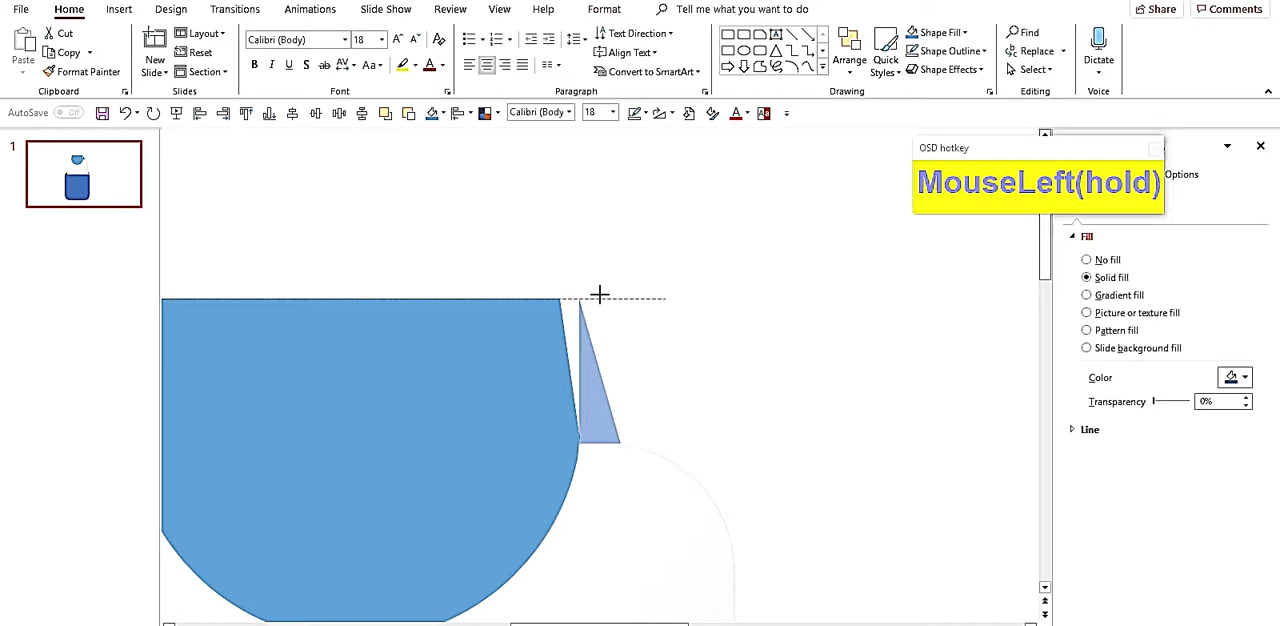 File Home Insert Design Transitions Animations Slide Show Review View Help Format Tell me what you want to do Share Comments
Paste Cut Copy Format Painter
Clipboard
New Slide Layout Reset Section
Slides
Calibri (Body) 18 A A A
B I U S ab AV Aa A
Font
Text Direction
Align Text
Convert to SmartArt
Paragraph
Arrange Quick Styles
Shape Fill
Shape Outline
Shape Effects
Drawing
Find
Replace
Select
Editing
Dictate
Voice
AutoSave Off Calibri (Body) 18 A
1
OSD hotkey
MouseLeft(hold)
Options
Fill
No fill
Solid fill
Gradient fill
Picture or texture fill
Pattern fill
Slide background fill
Color
Transparency 0%
Line